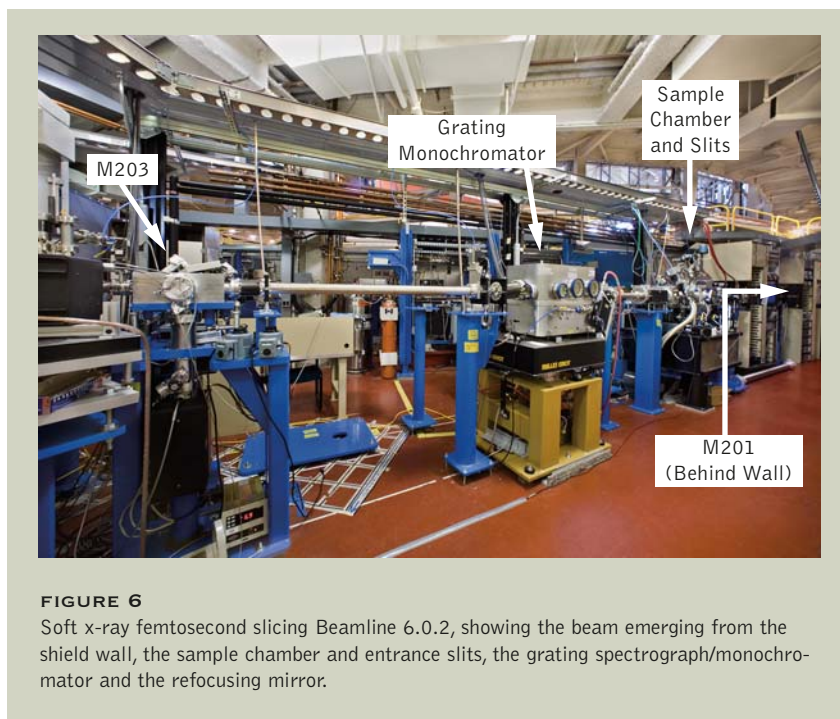 M203
Grating
Monochromator
Sample
Chamber
and Slits
M201
(Behind Wall)
FIGURE 6
Soft x-ray femtosecond slicing Beamline 6.0.2, showing the beam emerging from the
shield wall, the sample chamber and entrance slits, the grating spectrograph/monochro-
mator and the refocusing mirror.